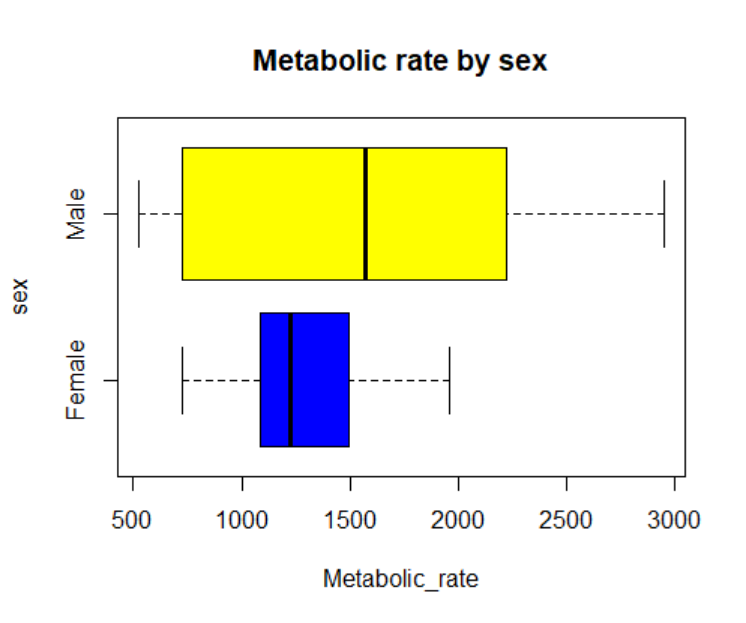 Metabolic rate by sex
Male
sex
Female
500 1000 1500 2000 2500 3000
Metabolic_rate